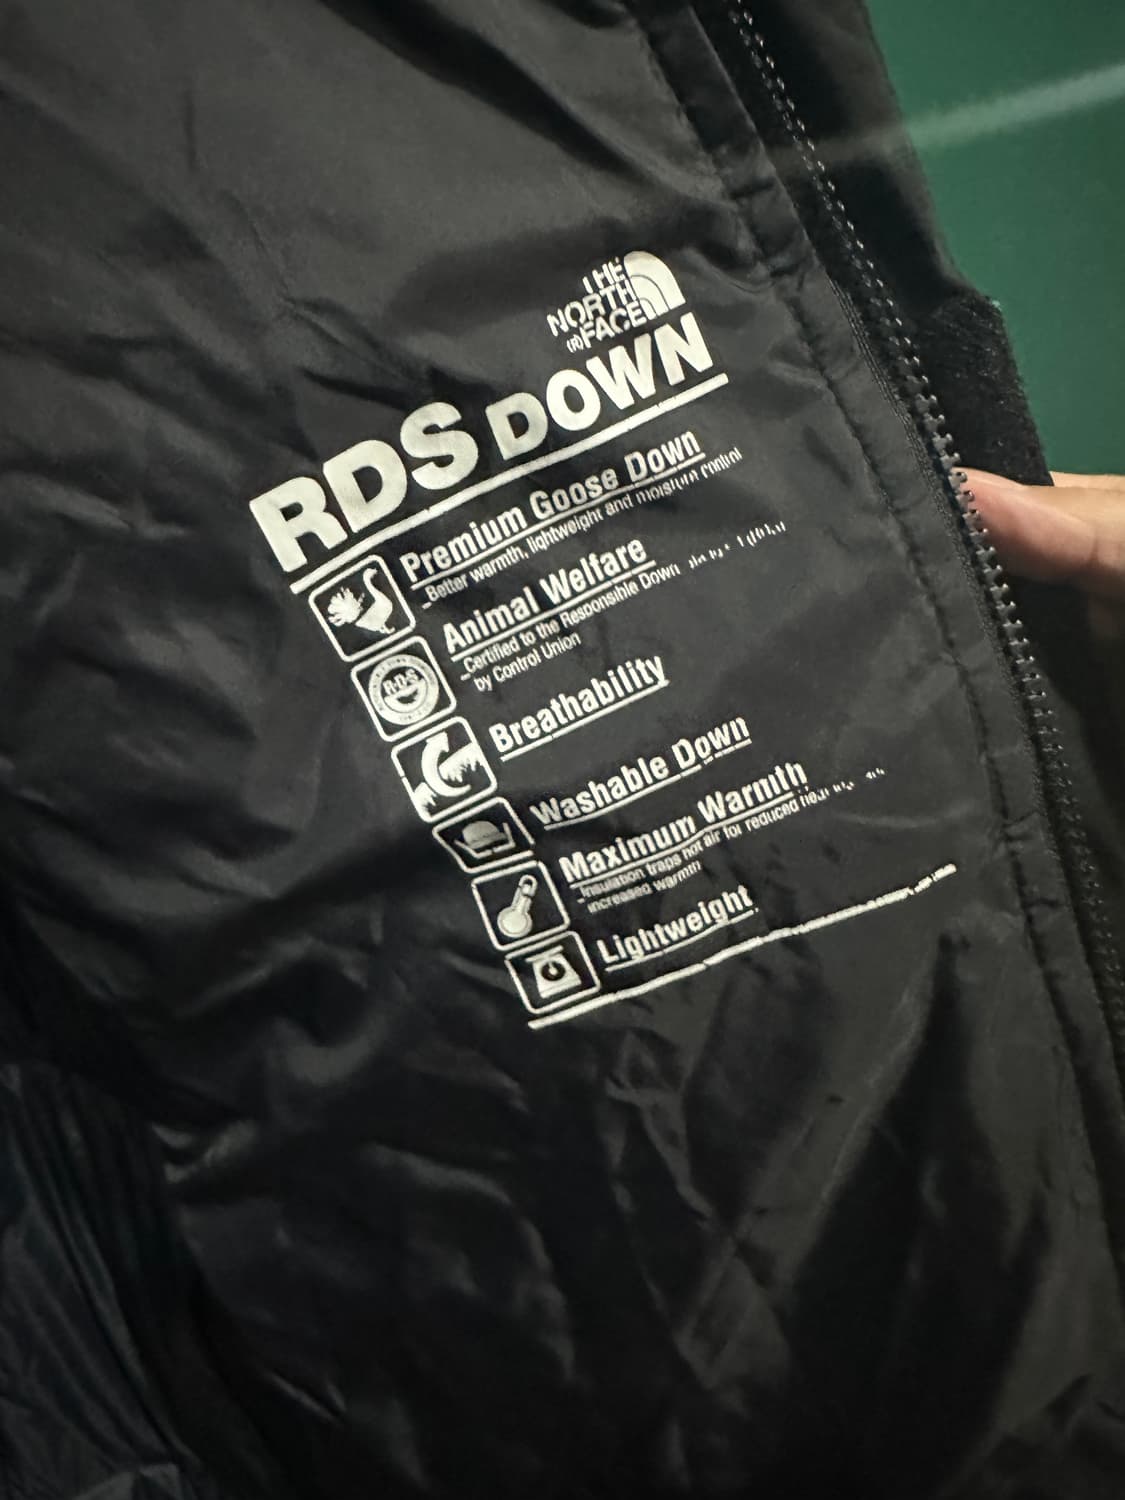 THE
NORTH
(R)FACE
RDS DOWN
Premium Goose Down
Better warmth, lightweight and moisture control
Animal Welfare
Certified to the Responsible Down
by Control Union
R·D·S
Breathability
Washable Down
Maximum Warmth
Insulation traps hot air for reduced
increased warmth
Lightweight